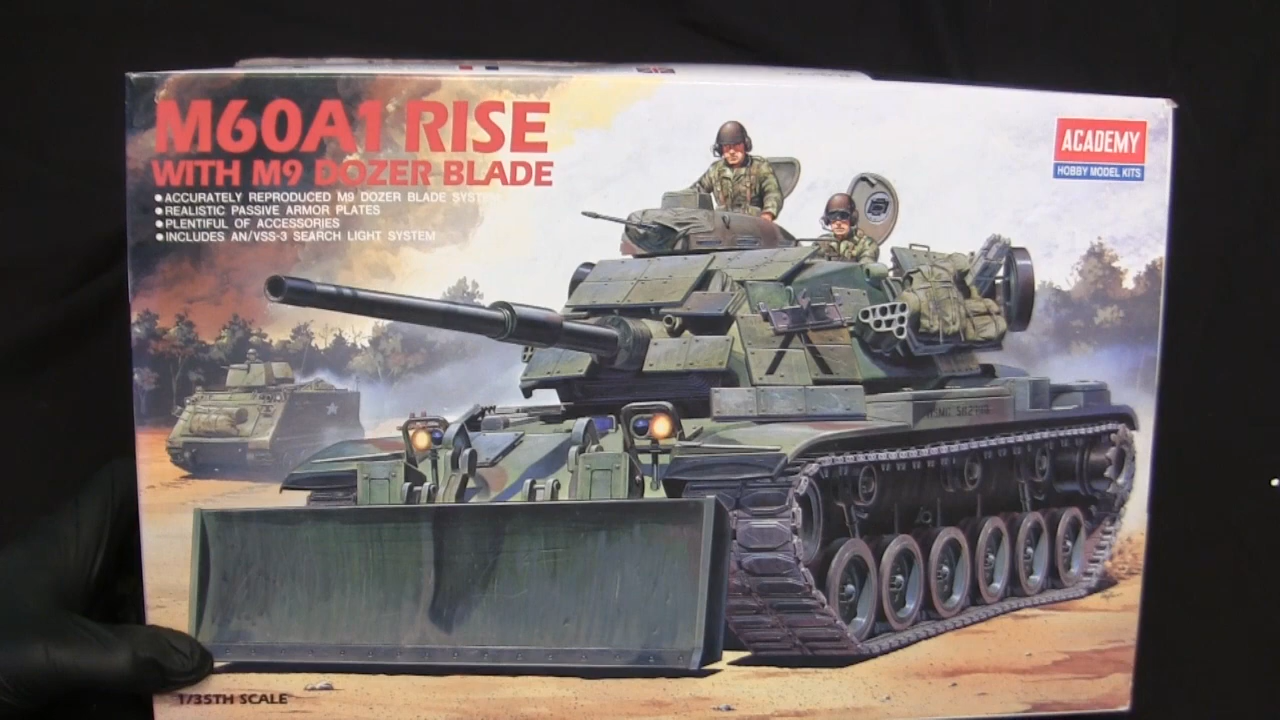 M60A1 RISE
WITH M9 DOZER BLADE
• ACCURATELY REPRODUCED M9 DOZER BLADE SYSTEM
• REALISTIC PASSIVE ARMOR PLATES
• PLENTIFUL OF ACCESSORIES
• INCLUDES AN/VSS-3 SEARCH LIGHT SYSTEM
ACADEMY
HOBBY MODEL KITS
1/35TH SCALE